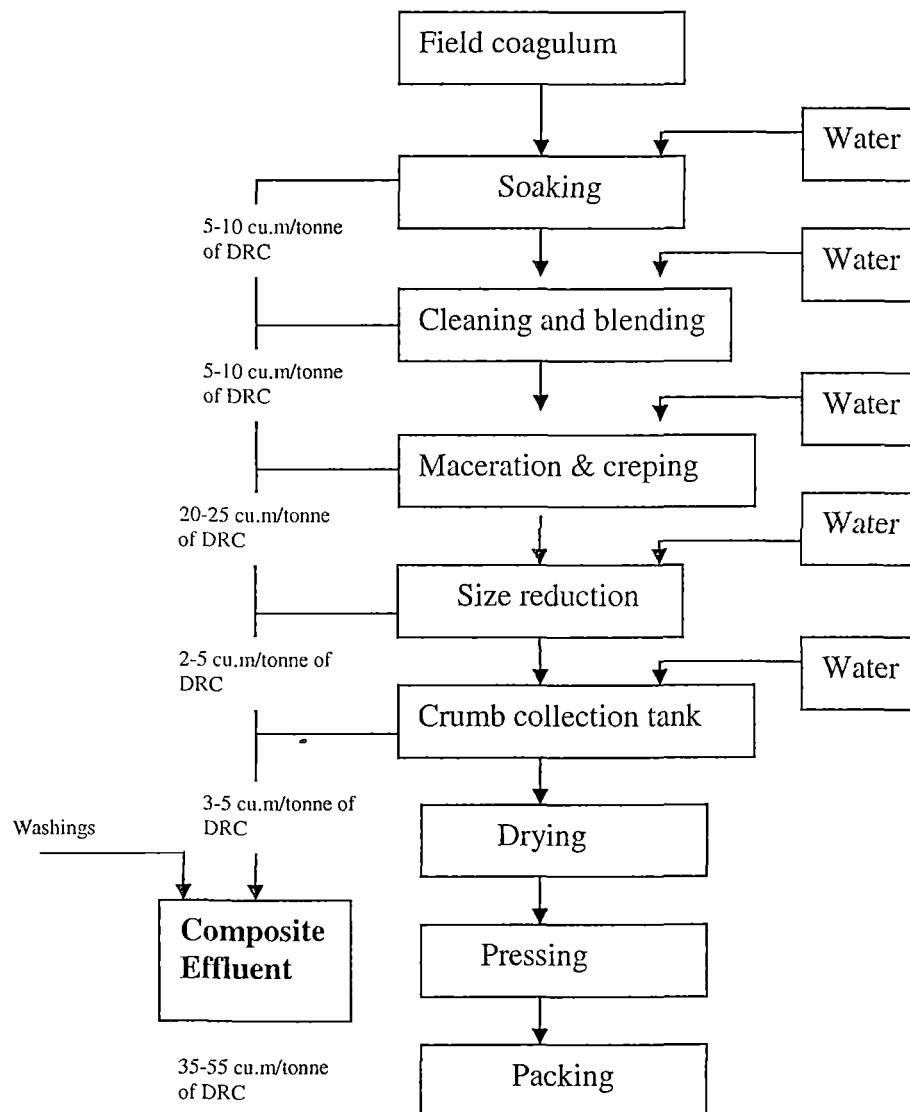 Field coagulum
Water
Soaking
5-10 cu.m/tonne
of DRC
Water
Cleaning and blending
5-10 cu.m/tonne
of DRC
Water
Maceration & creping
20-25 cu.m/tonne
of DRC
Water
Size reduction
2-5 cu.m/tonne of
DRC
Water
Crumb collection tank
3-5 cu.m/tonne of
DRC
Washings
Drying
Composite
Effluent
Pressing
35-55 cu.m/tonne
of DRC
Packing